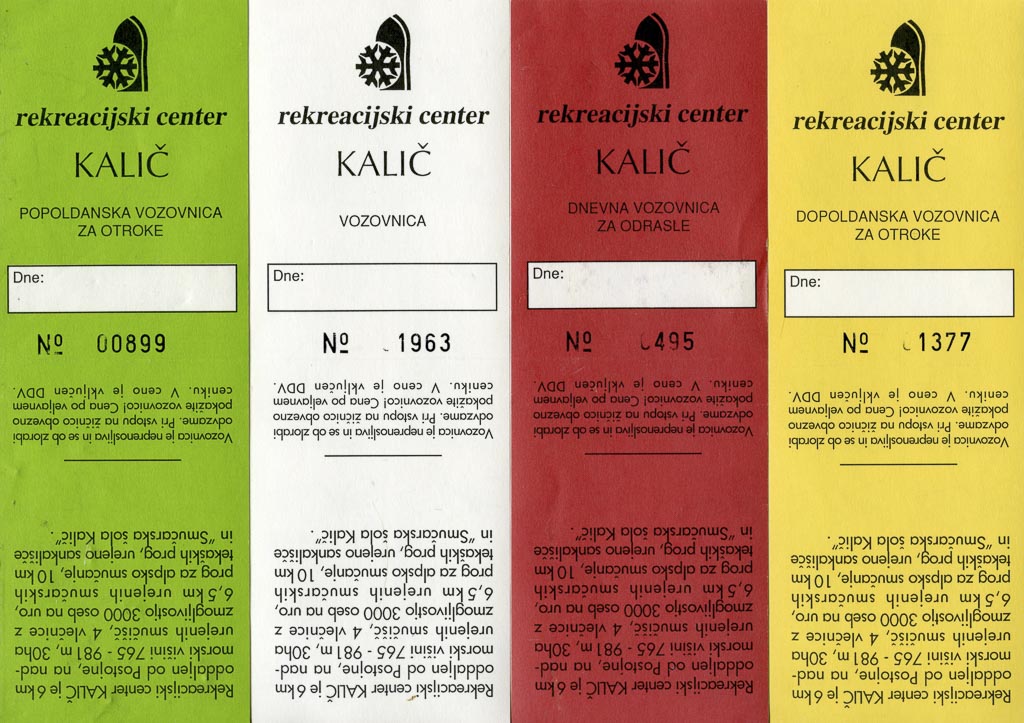 rekreacijski center
KALIČ
POPOLDANSKA VOZOVNICA
ZA OTROKE
Dne:
Nº 00899
Rekreacijski center KALIČ je 6 km
oddaljen od Postojne, na nad-
morski višini 765 - 981 m, 30ha
urejenih smučišč, 4 vlečnice z
zmogljivostjo 3000 oseb na uro,
6,5 km urejenih smučarskih
prog za alpsko smučanje, 10 km
tekaških prog, urejeno sankališče
in "Smučarska šola Kalič".
Vozovnica je neprenosljiva in se ob zlorabi
odvzame. Pri vstopu na žičnico obvezno
pokažite vozovnico! Cena po veljavnem
ceniku. V ceno je vključen DDV.
rekreacijski center
KALIČ
VOZOVNICA
Dne:
Nº 1963
Rekreacijski center KALIČ je 6 km
oddaljen od Postojne, na nad-
morski višini 765 - 981 m, 30ha
urejenih smučišč, 4 vlečnice z
zmogljivostjo 3000 oseb na uro,
6,5 km urejenih smučarskih
prog za alpsko smučanje, 10 km
tekaških prog, urejeno sankališče
in "Smučarska šola Kalič".
Vozovnica je neprenosljiva in se ob zlorabi
odvzame. Pri vstopu na žičnico obvezno
pokažite vozovnico! Cena po veljavnem
ceniku. V ceno je vključen DDV.
rekreacijski center
KALIČ
DNEVNA VOZOVNICA
ZA ODRASLE
Dne:
Nº 0495
Rekreacijski center KALIČ je 6 km
oddaljen od Postojne, na nad-
morski višini 765 - 981 m, 30ha
urejenih smučišč, 4 vlečnice z
zmogljivostjo 3000 oseb na uro,
6,5 km urejenih smučarskih
prog za alpsko smučanje, 10 km
tekaških prog, urejeno sankališče
in "Smučarska šola Kalič".
Vozovnica je neprenosljiva in se ob zlorabi
odvzame. Pri vstopu na žičnico obvezno
pokažite vozovnico! Cena po veljavnem
ceniku. V ceno je vključen DDV.
rekreacijski center
KALIČ
DOPOLDANSKA VOZOVNICA
ZA OTROKE
Dne:
Nº 1377
Rekreacijski center KALIČ je 6 km
oddaljen od Postojne, na nad-
morski višini 765 - 981 m, 30ha
urejenih smučišč, 4 vlečnice z
zmogljivostjo 3000 oseb na uro,
6,5 km urejenih smučarskih
prog za alpsko smučanje, 10 km
tekaških prog, urejeno sankališče
in "Smučarska šola Kalič".
Vozovnica je neprenosljiva in se ob zlorabi
odvzame. Pri vstopu na žičnico obvezno
pokažite vozovnico! Cena po veljavnem
ceniku. V ceno je vključen DDV.